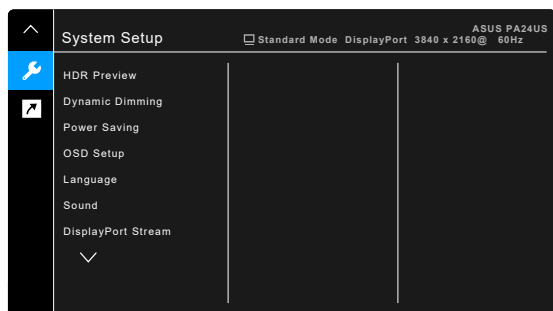 ASUS PA24US
System Setup
Standard Mode DisplayPort 3840 x 2160@ 60Hz
HDR Preview
Dynamic Dimming
Power Saving
OSD Setup
Language
Sound
DisplayPort Stream